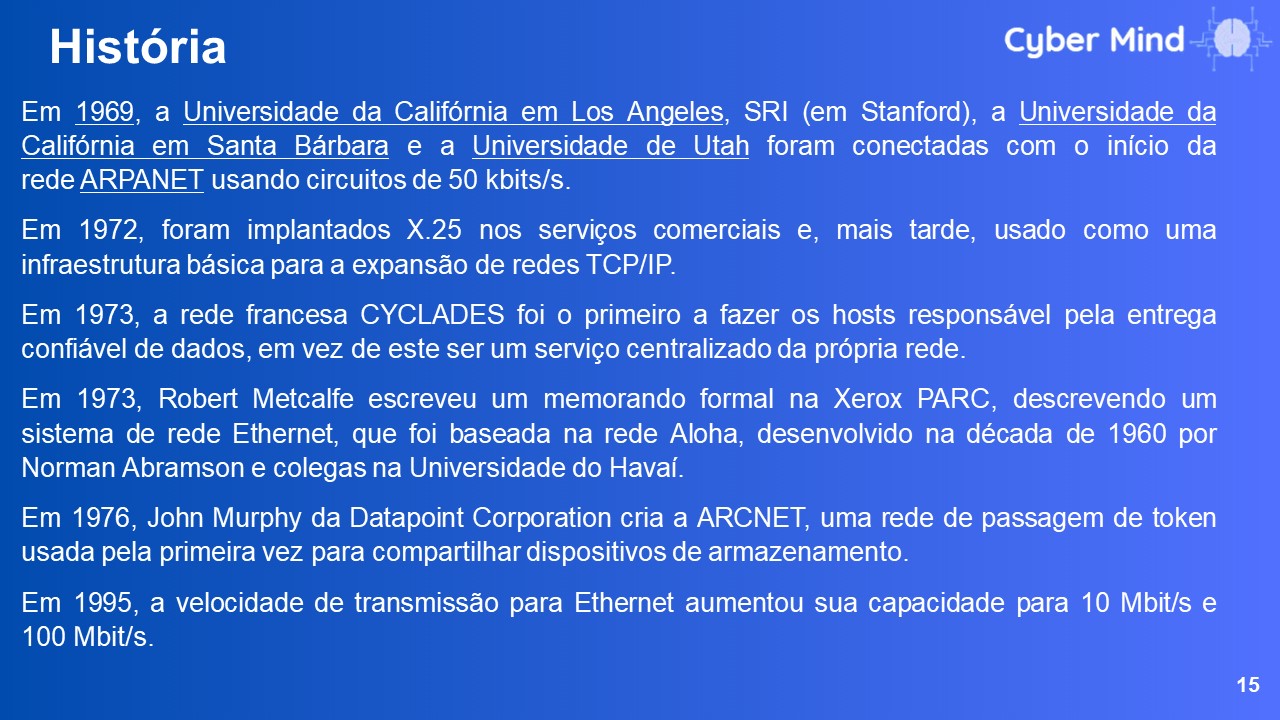 História
Cyber Mind
Em 1969, a Universidade da Califórnia em Los Angeles, SRI (em Stanford), a Universidade da
Califórnia em Santa Bárbara e a Universidade de Utah foram conectadas com o início da
rede ARPANET usando circuitos de 50 kbits/s.
Em 1972, foram implantados X.25 nos serviços comerciais e, mais tarde, usado como uma
infraestrutura básica para a expansão de redes TCP/IP.
Em 1973, a rede francesa CYCLADES foi o primeiro a fazer os hosts responsável pela entrega
confiável de dados, em vez de este ser um serviço centralizado da própria rede.
Em 1973, Robert Metcalfe escreveu um memorando formal na Xerox PARC, descrevendo um
sistema de rede Ethernet, que foi baseada na rede Aloha, desenvolvido na década de 1960 por
Norman Abramson e colegas na Universidade do Havaí.
Em 1976, John Murphy da Datapoint Corporation cria a ARCNET, uma rede de passagem de token
usada pela primeira vez para compartilhar dispositivos de armazenamento.
Em 1995, a velocidade de transmissão para Ethernet aumentou sua capacidade para 10 Mbit/s e
100 Mbit/s.
15